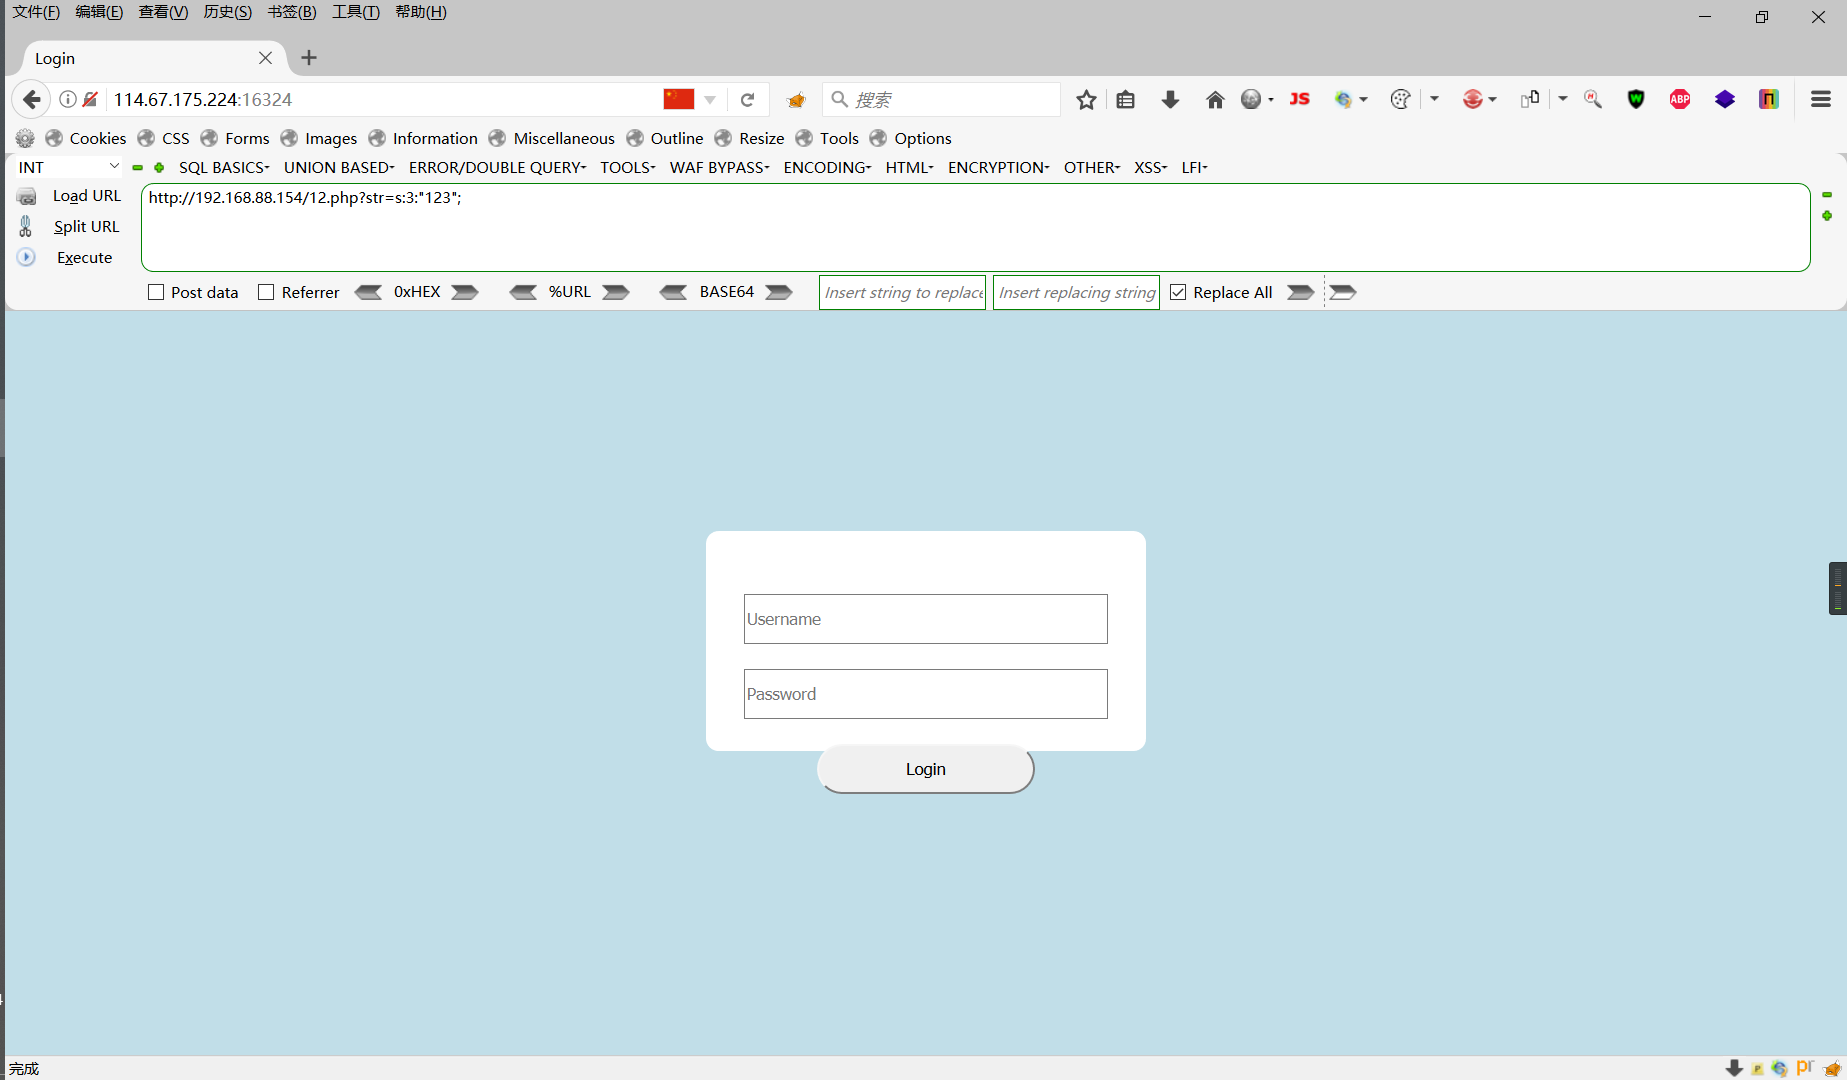 文件(F) 编辑(E) 查看(V) 历史(S) 书签(B) 工具(T) 帮助(H)
Login
114.67.175.224:16324 搜索 JS ABP
Cookies CSS Forms Images Information Miscellaneous Outline Resize Tools Options
INT SQL BASICS UNION BASED ERROR/DOUBLE QUERY TOOLS WAF BYPASS ENCODING HTML ENCRYPTION OTHER XSS LFI
Load URL
http://192.168.88.154/12.php?str=s:3:"123";
Split URL
Execute
Post data Referrer 0xHEX %URL BASE64 Insert string to replace Insert replacing string Replace All
Username
Password
Login
完成